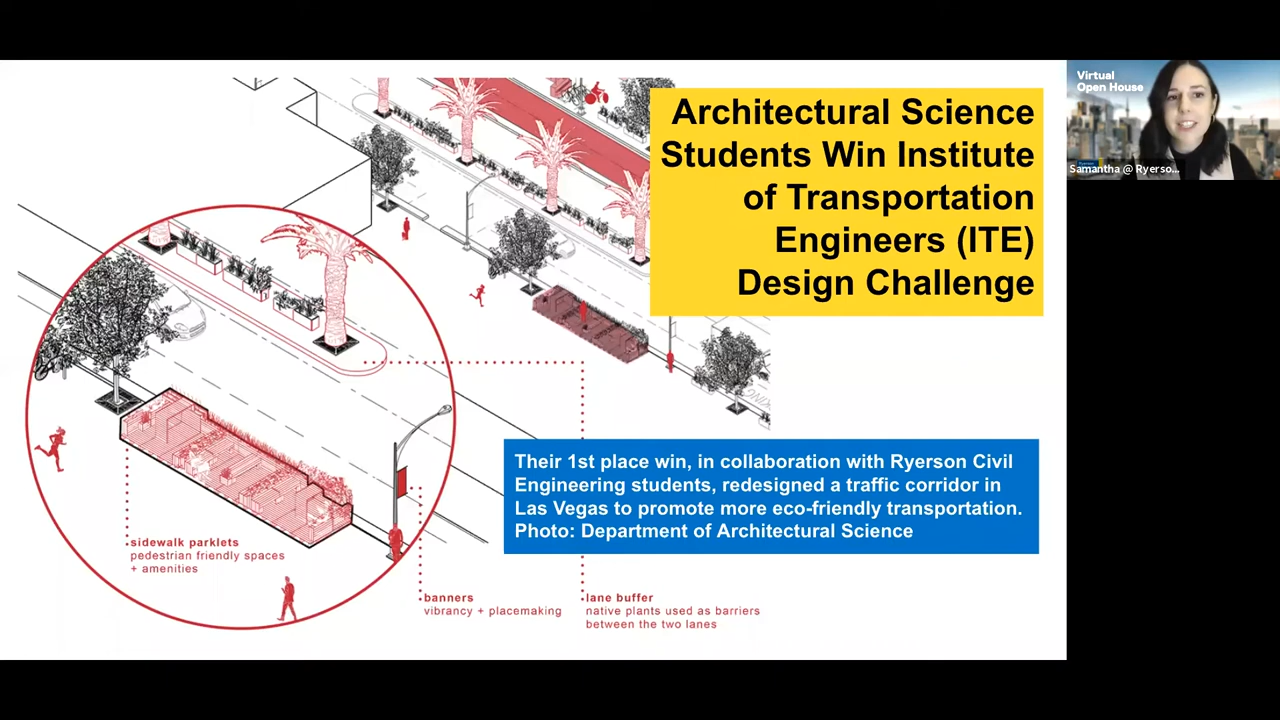 Architectural Science
Students Win Institute
of Transportation
Engineers (ITE)
Design Challenge
Virtual
Open House
Samantha @ Ryerso...
Their 1st place win, in collaboration with Ryerson Civil
Engineering students, redesigned a traffic corridor in
Las Vegas to promote more eco-friendly transportation.
Photo: Department of Architectural Science
sidewalk parklets
pedestrian friendly spaces
+ amenities
banners
vibrancy + placemaking
lane buffer
native plants used as barriers
between the two lanes